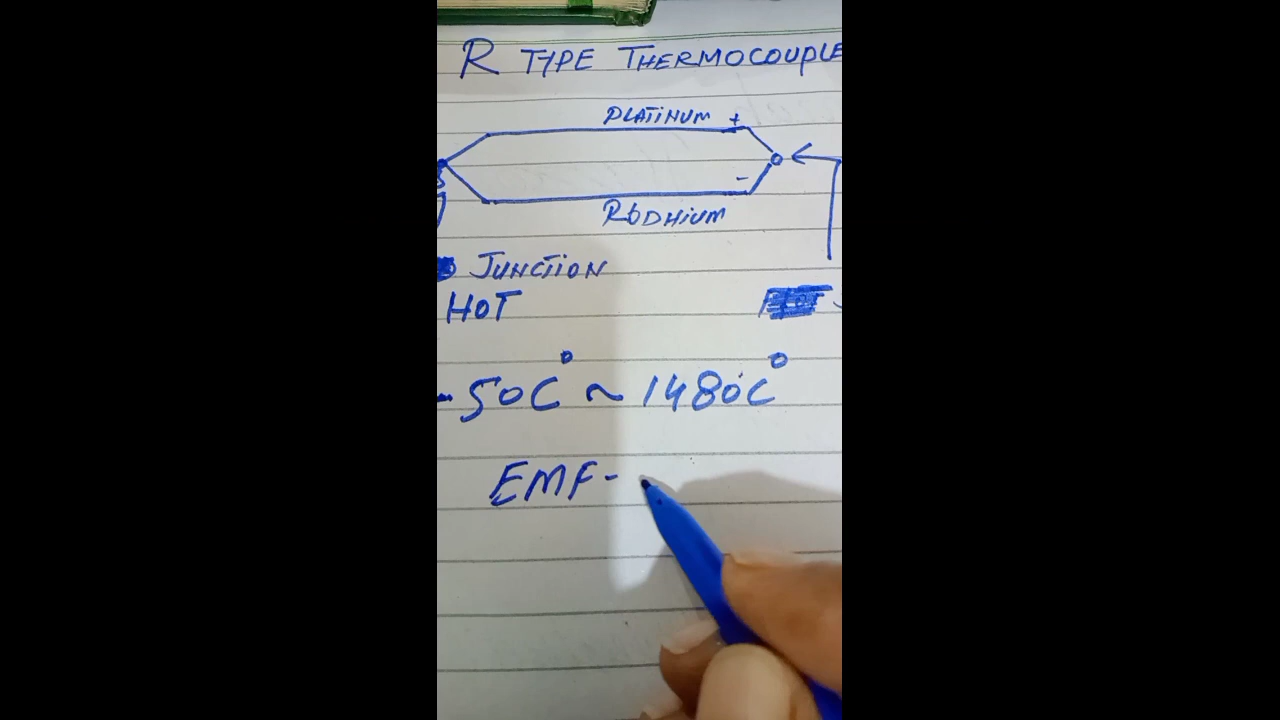 R TYPE THERMOCOUPLE
PLATINUM +
-
RODHIUM
JUNCTION
HOT
- 50C° ~ 1480C°
EMF -